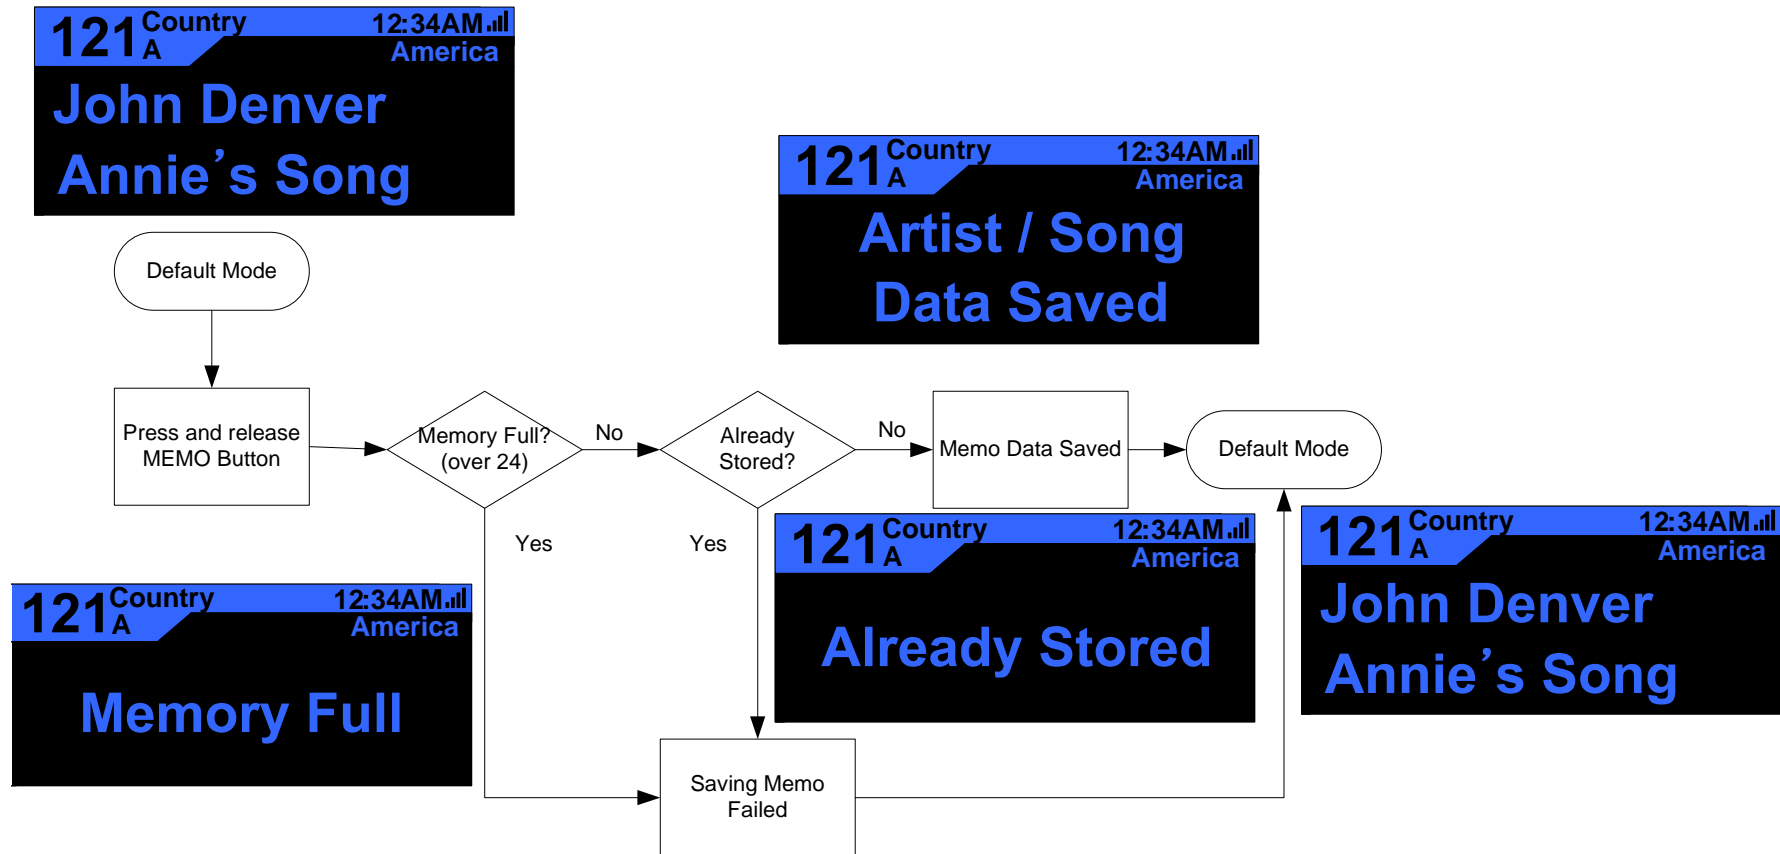 121 Country 12:34AM
A America
John Denver
Annie's Song
121 Country 12:34AM
A America
Artist / Song
Data Saved
Default Mode
Press and release
MEMO Button
Memory Full?
(over 24)
No
Already
Stored?
No
Memo Data Saved
Default Mode
Yes
Yes
121 Country 12:34AM
A America
Already Stored
121 Country 12:34AM
A America
John Denver
Annie's Song
121 Country 12:34AM
A America
Memory Full
Saving Memo
Failed